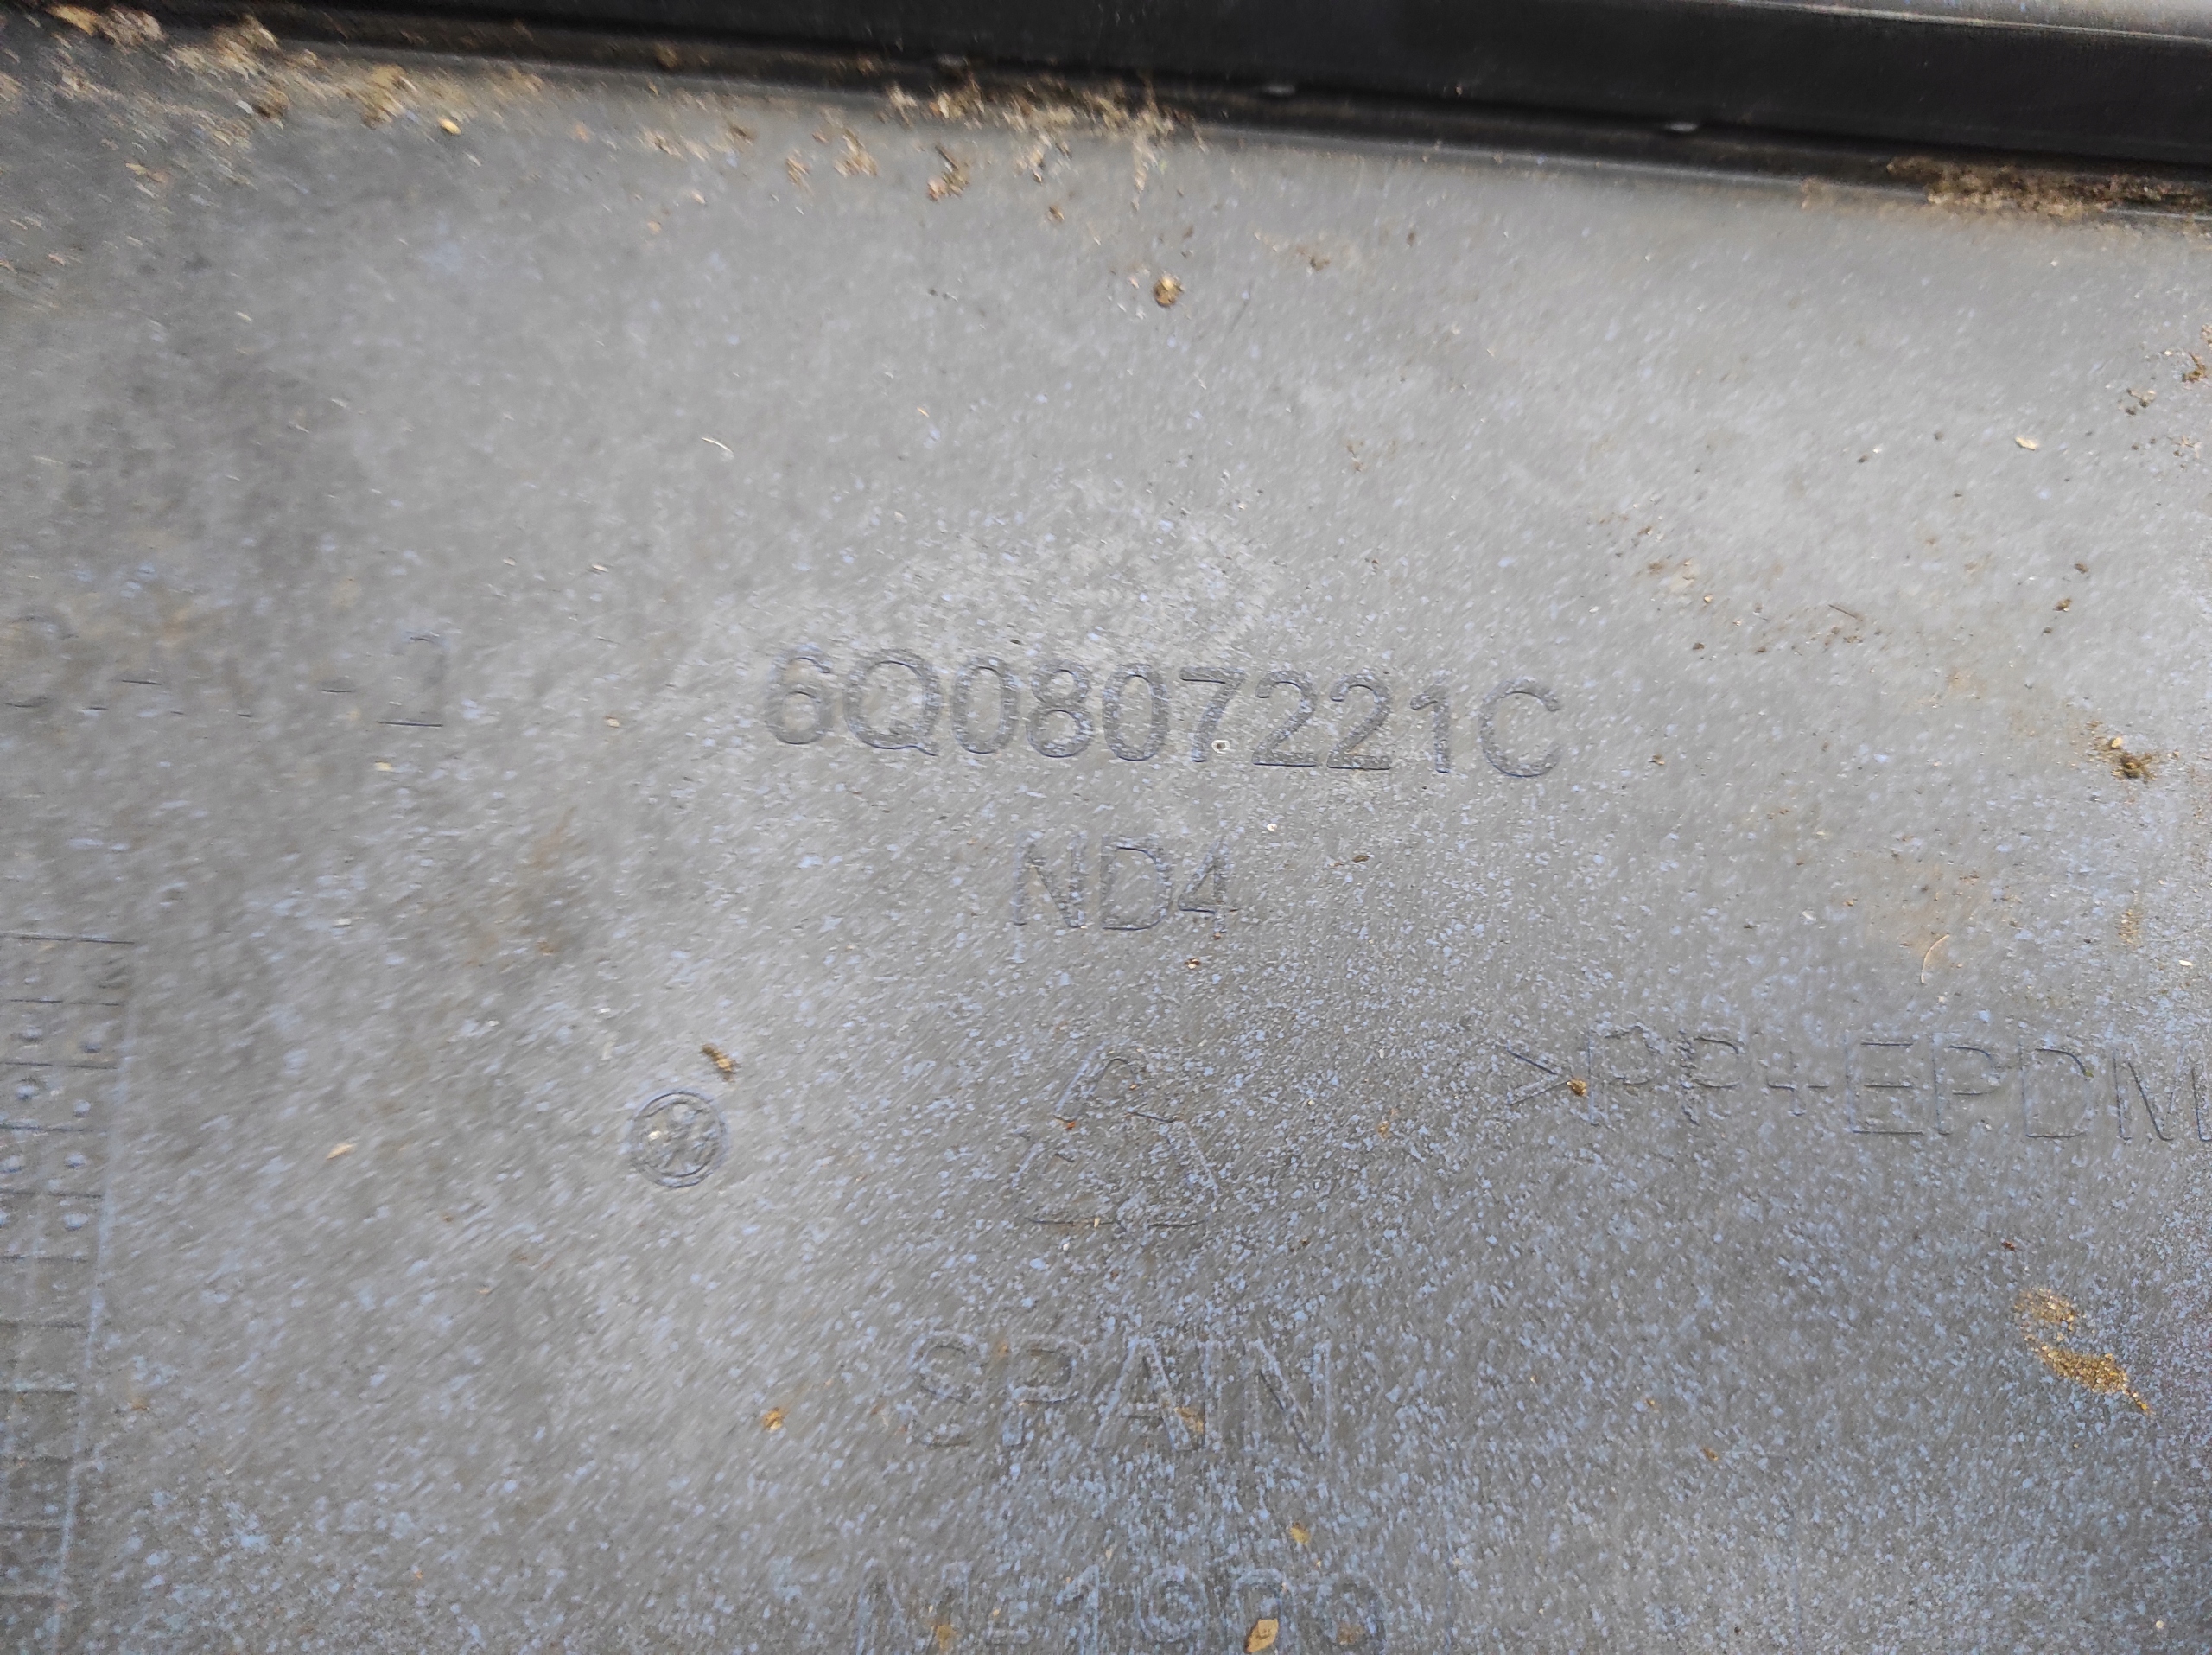 6Q0807221C
ND4
>PP+EPDM
SPAIN